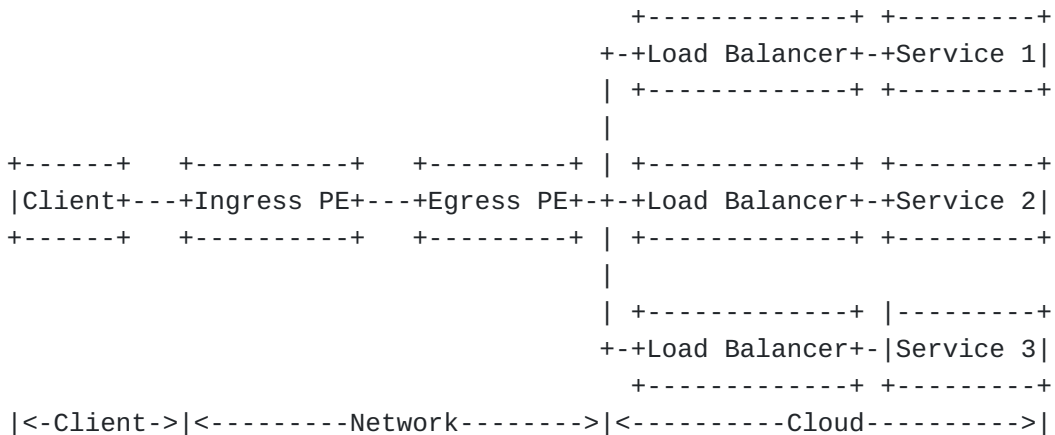 +-------------+ +---------+
                                      +-+Load Balancer+-+Service 1|
                                      | +-------------+ +---------+
                                      |
+------+   +----------+   +---------+ | +-------------+ +---------+
|Client+---+Ingress PE+---+Egress PE+-+-+Load Balancer+-+Service 2|
+------+   +----------+   +---------+ | +-------------+ +---------+
                                      |
                                      | +-------------+ |---------+
                                      +-+Load Balancer+-|Service 3|
                                        +-------------+ +---------+
|<-Client->|<---------Network-------->|<----------Cloud---------->|